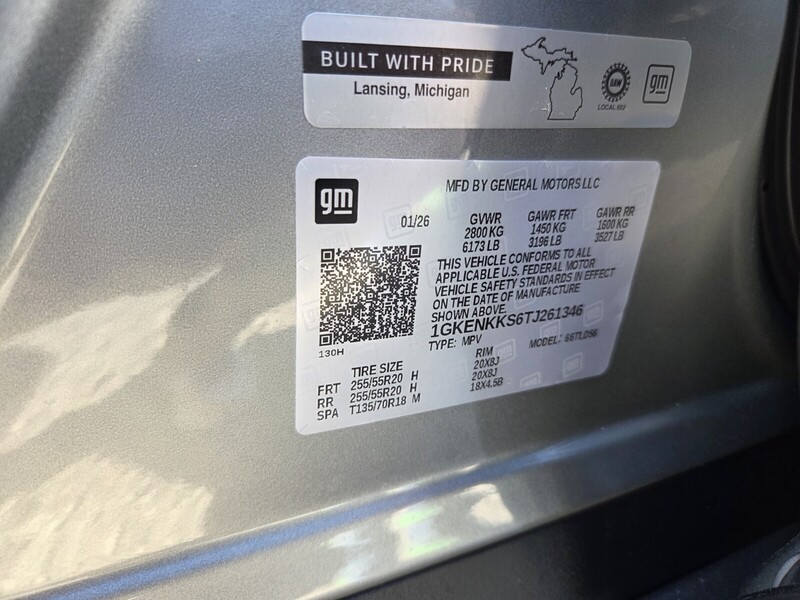 BUILT WITH PRIDE
Lansing, Michigan
UAW
LOCAL 602
gm
gm
MFD BY GENERAL MOTORS LLC
01/26 GVWR GAWR FRT GAWR RR
2800 KG 1450 KG 1600 KG
6173 LB 3196 LB 3527 LB
THIS VEHICLE CONFORMS TO ALL
APPLICABLE U.S. FEDERAL MOTOR
VEHICLE SAFETY STANDARDS IN EFFECT
ON THE DATE OF MANUFACTURE
SHOWN ABOVE.
1GKENKKS6TJ261346
TYPE: MPV MODEL:
130H
TIRE SIZE RIM
FRT 255/55R20 H 20X8J
RR 255/55R20 H 20X8J
SPA T135/70R18 M 18X4.5B